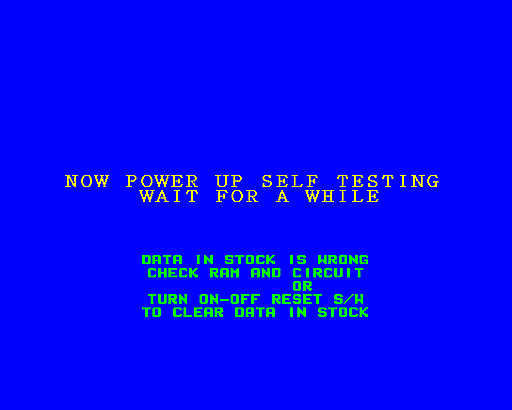 NOW POWER UP SELF TESTING
WAIT FOR A WHILE
DATA IN STOCK IS WRONG
CHECK RAM AND CIRCUIT
OR
TURN ON-OFF RESET S/W
TO CLEAR DATA IN STOCK